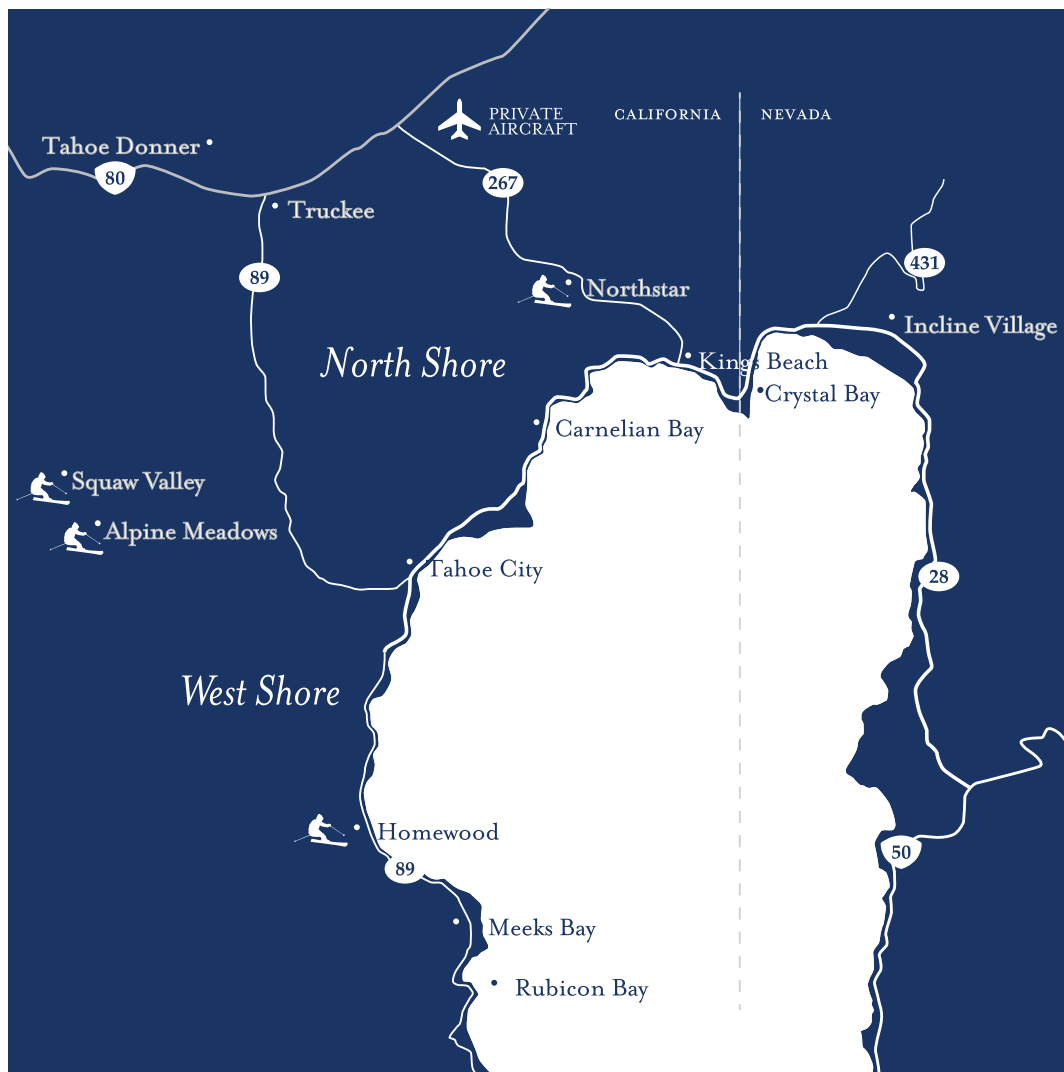 PRIVATE
AIRCRAFT
CALIFORNIA
NEVADA
Tahoe Donner
80
267
Truckee
89
431
Northstar
Incline Village
North Shore
Kings Beach
Crystal Bay
Carnelian Bay
Squaw Valley
Alpine Meadows
Tahoe City
28
West Shore
Homewood
50
89
Meeks Bay
Rubicon Bay